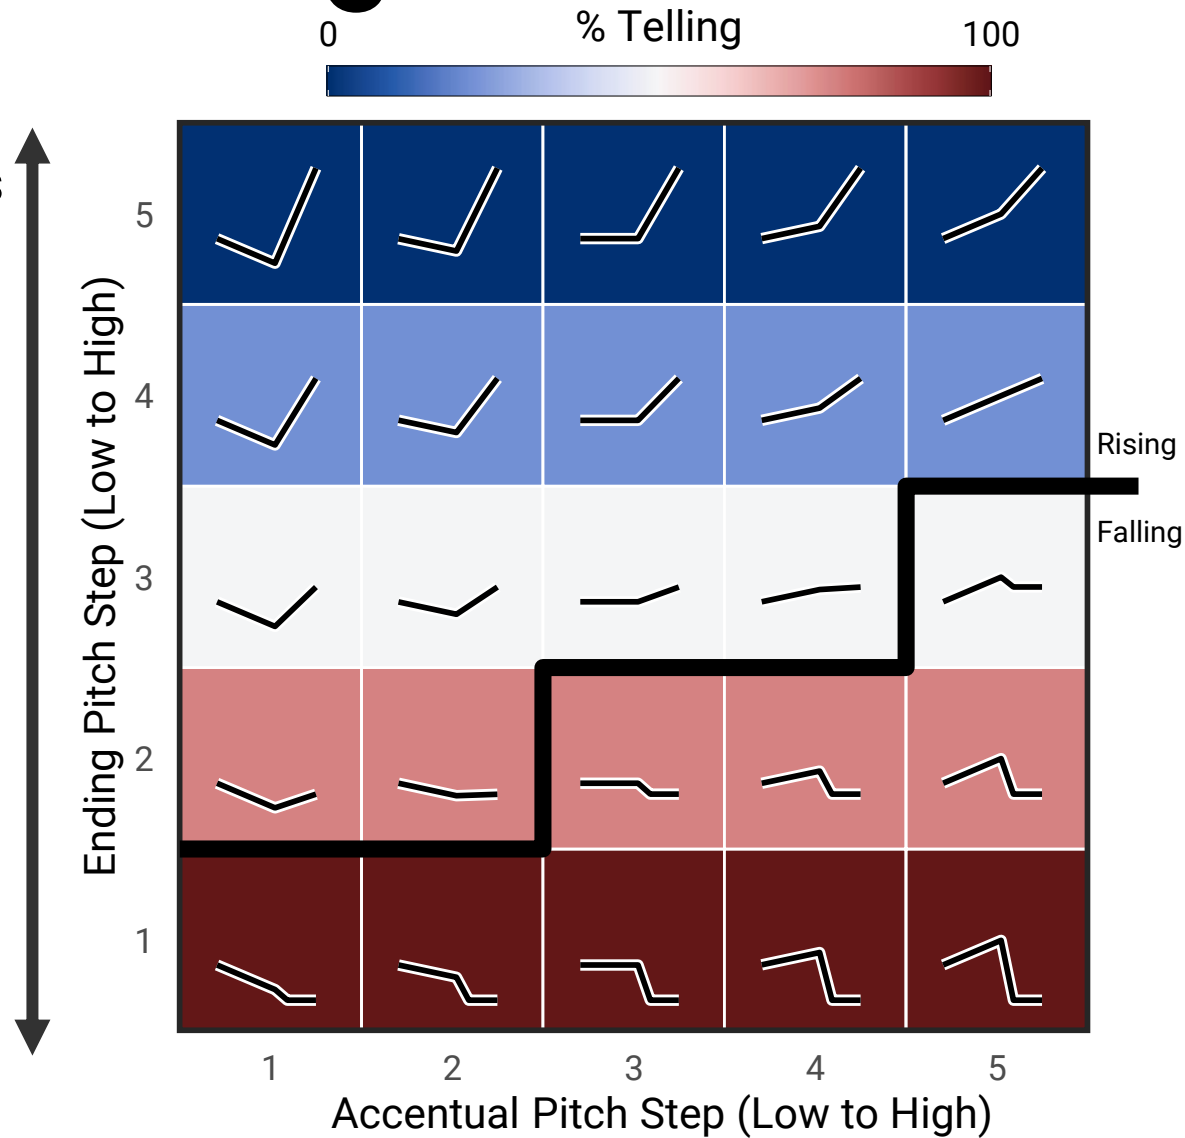 % Telling
0
100
Ending Pitch Step (Low to High)
5
4
3
2
1
Rising
Falling
1
2
3
4
5
Accentual Pitch Step (Low to High)